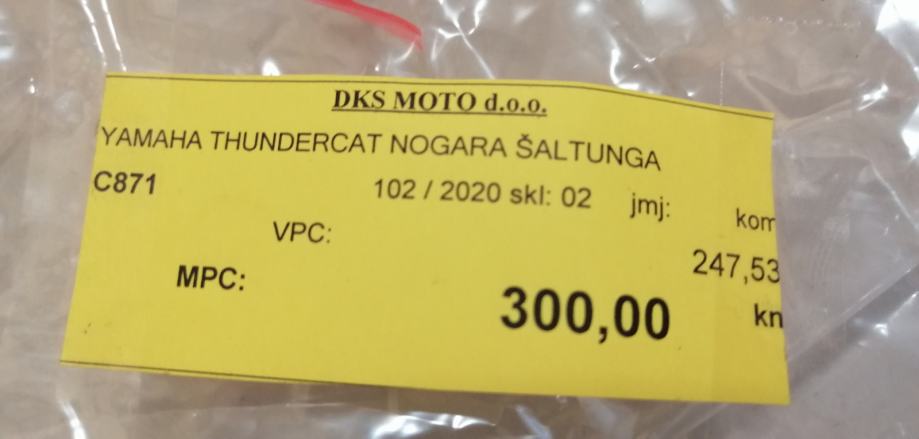 DKS MOTO d.o.o.
YAMAHA THUNDERCAT NOGARA ŠALTUNGA
C871 102 / 2020 skl: 02 jmj: kom
VPC: 247,53
MPC: 300,00 kn